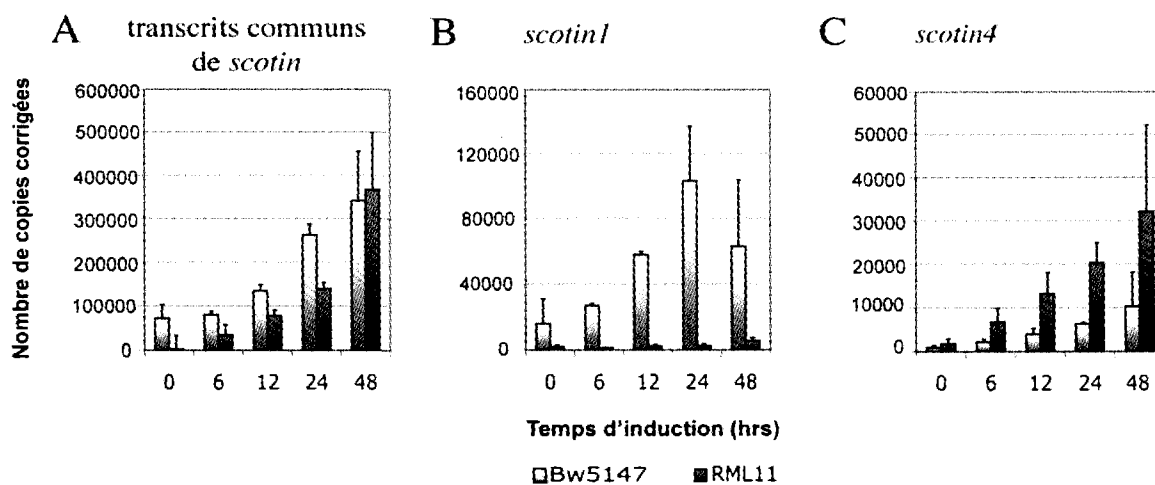 A transcrits communs de scotin
B scotin1
C scotin4
Nombre de copies corrigées
600000
500000
400000
300000
200000
100000
0
0 6 12 24 48
160000
120000
80000
40000
0
0 6 12 24 48
60000
50000
40000
30000
20000
10000
0
0 6 12 24 48
Temps d'induction (hrs)
Bw5147 RML11